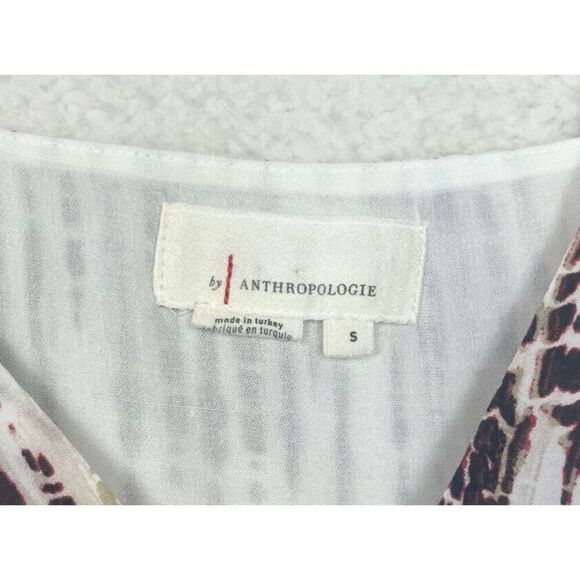 by ANTHROPOLOGIE
made in turkey
fabriqué en turquie
S